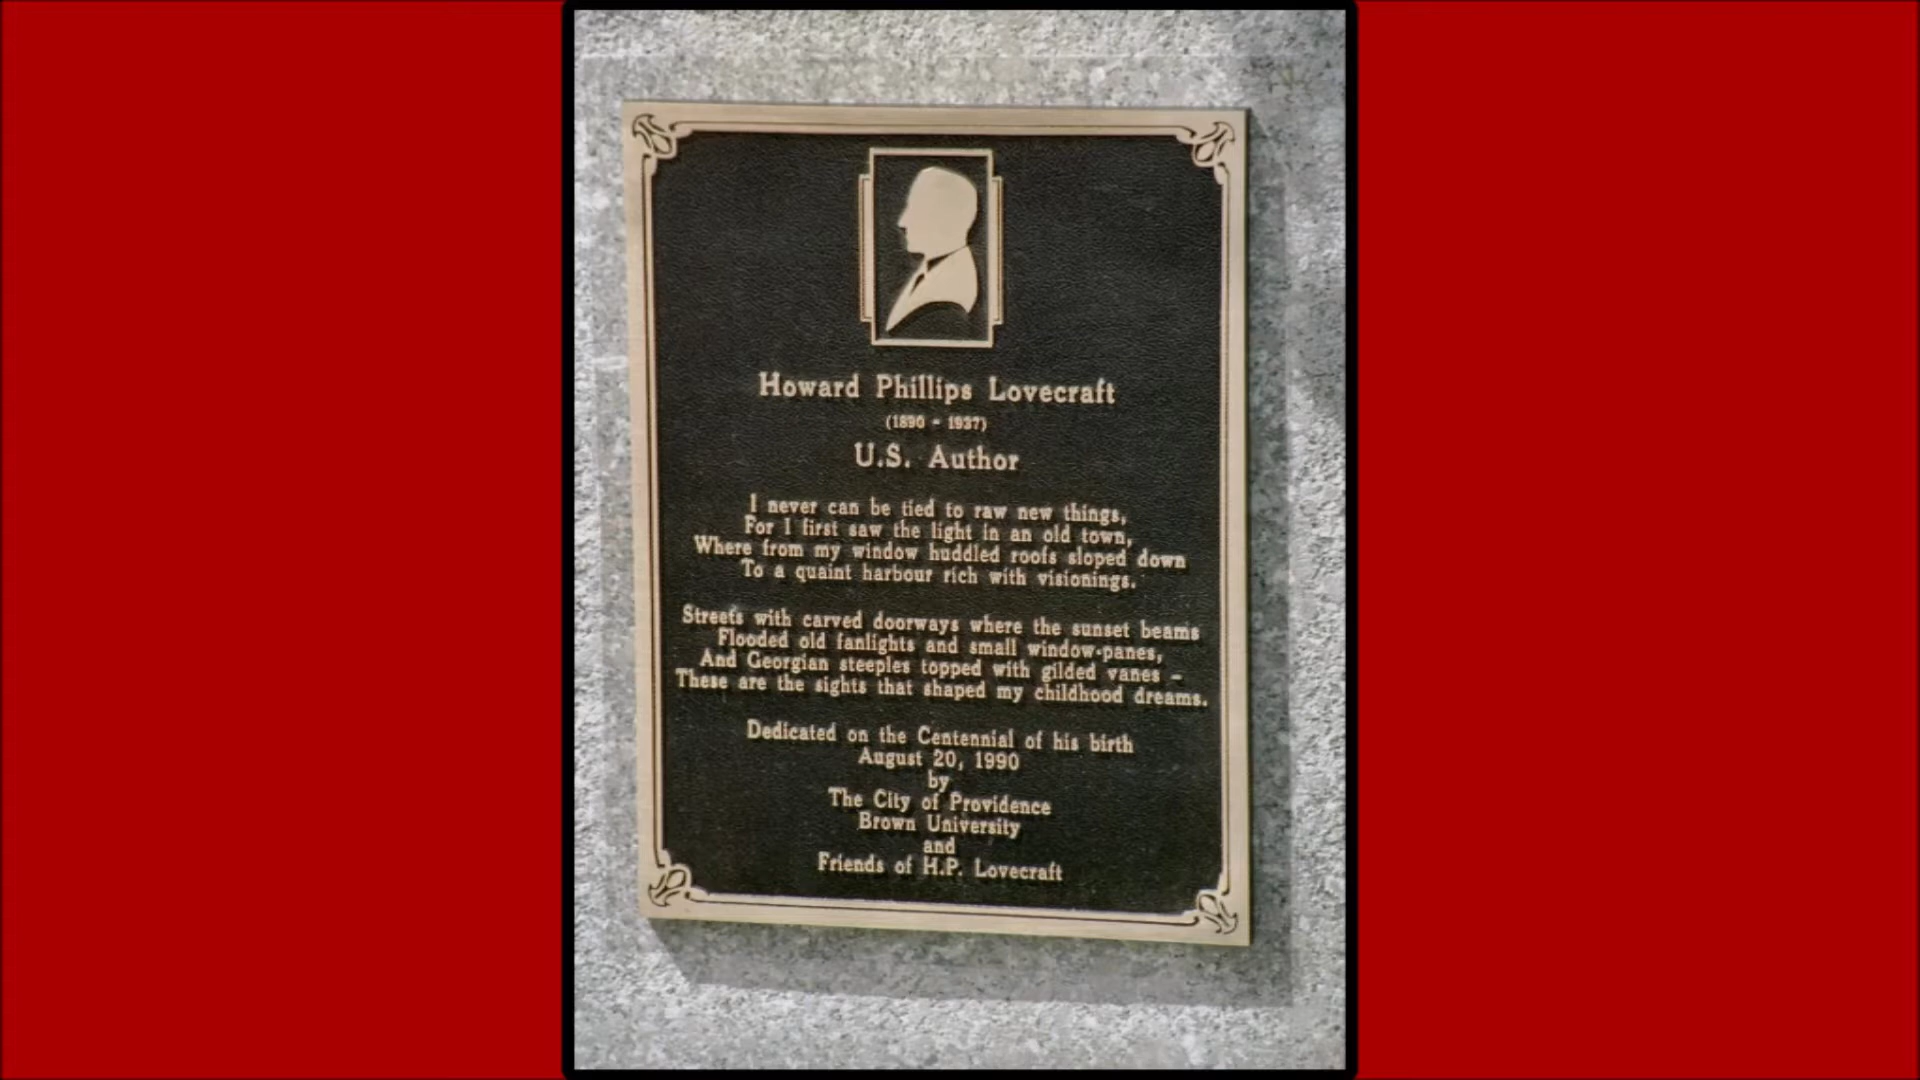 Howard Phillips Lovecraft
(1890 - 1937)
U.S. Author
I never can be tied to raw new things,
For I first saw the light in an old town,
Where from my window huddled roofs sloped down
To a quaint harbour rich with visionings.
Streets with carved doorways where the sunset beams
Flooded old fanlights and small window-panes,
And Georgian steeples topped with gilded vanes -
These are the sights that shaped my childhood dreams.
Dedicated on the Centennial of his birth
August 20, 1990
by
The City of Providence
Brown University
and
Friends of H.P. Lovecraft